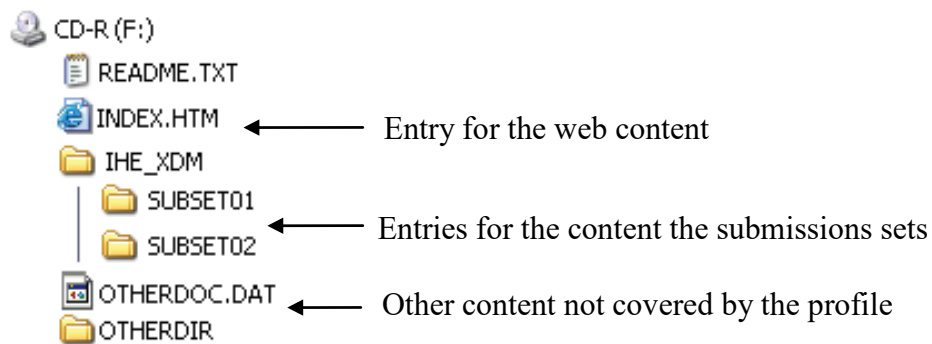 CD-R (F:)
README.TXT
INDEX.HTM
Entry for the web content
IHE_XDM
SUBSET01
Entries for the content the submissions sets
SUBSET02
OTHERDOC.DAT
Other content not covered by the profile
OTHERDIR